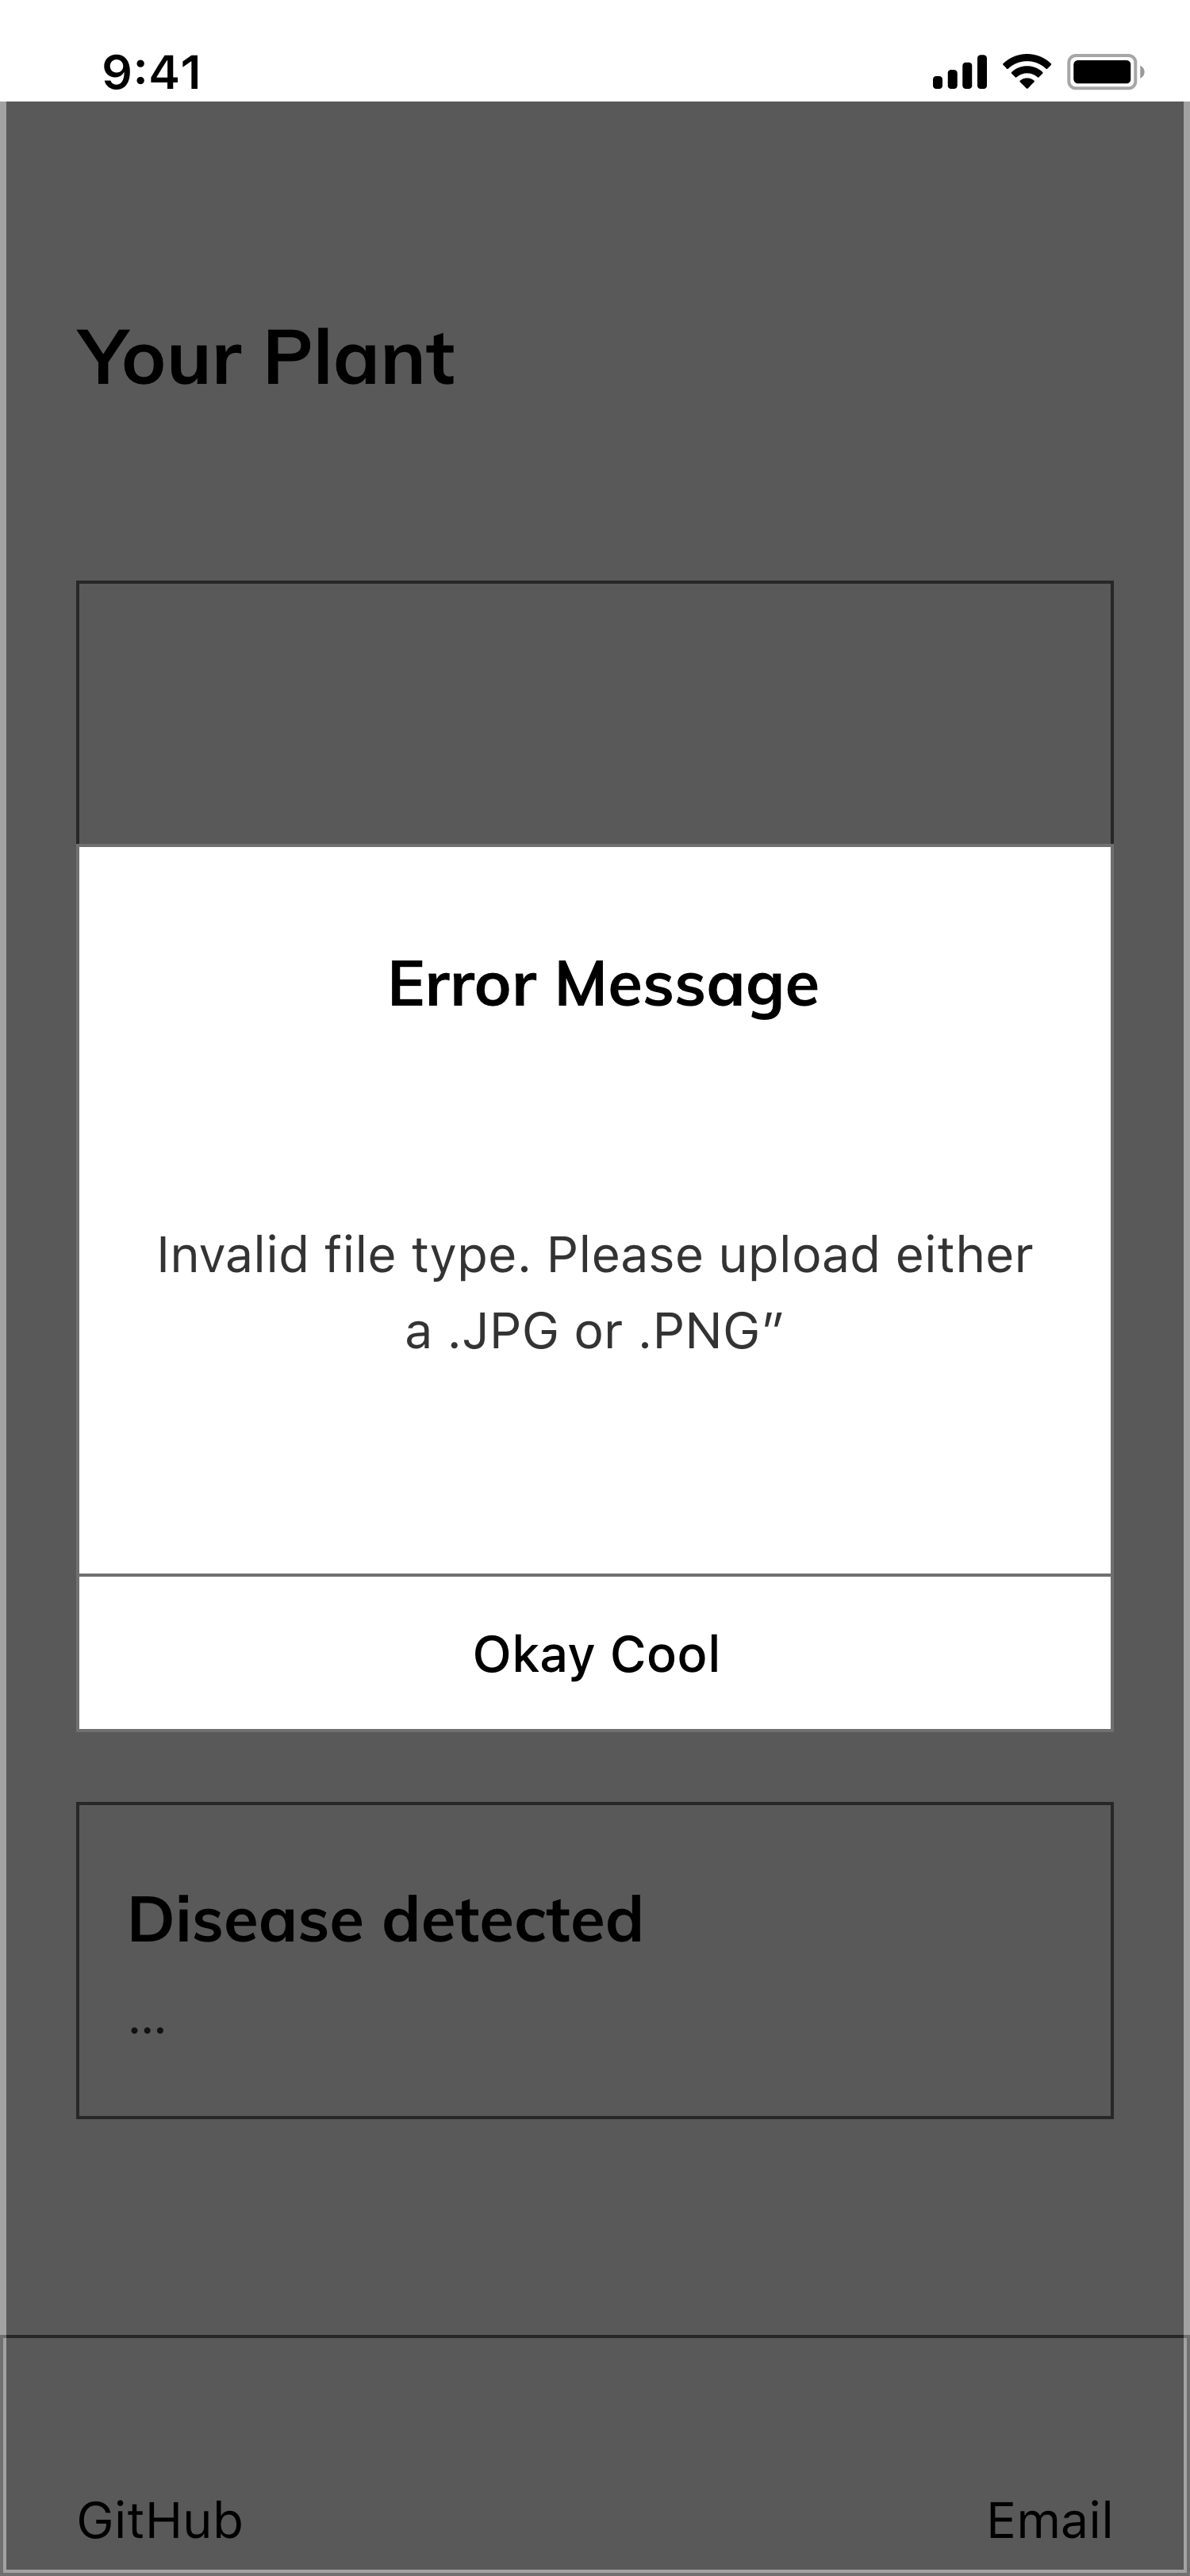 9:41
Your Plant
Error Message
Invalid file type. Please upload either
a .JPG or .PNG”
Okay Cool
Disease detected
...
GitHub
Email